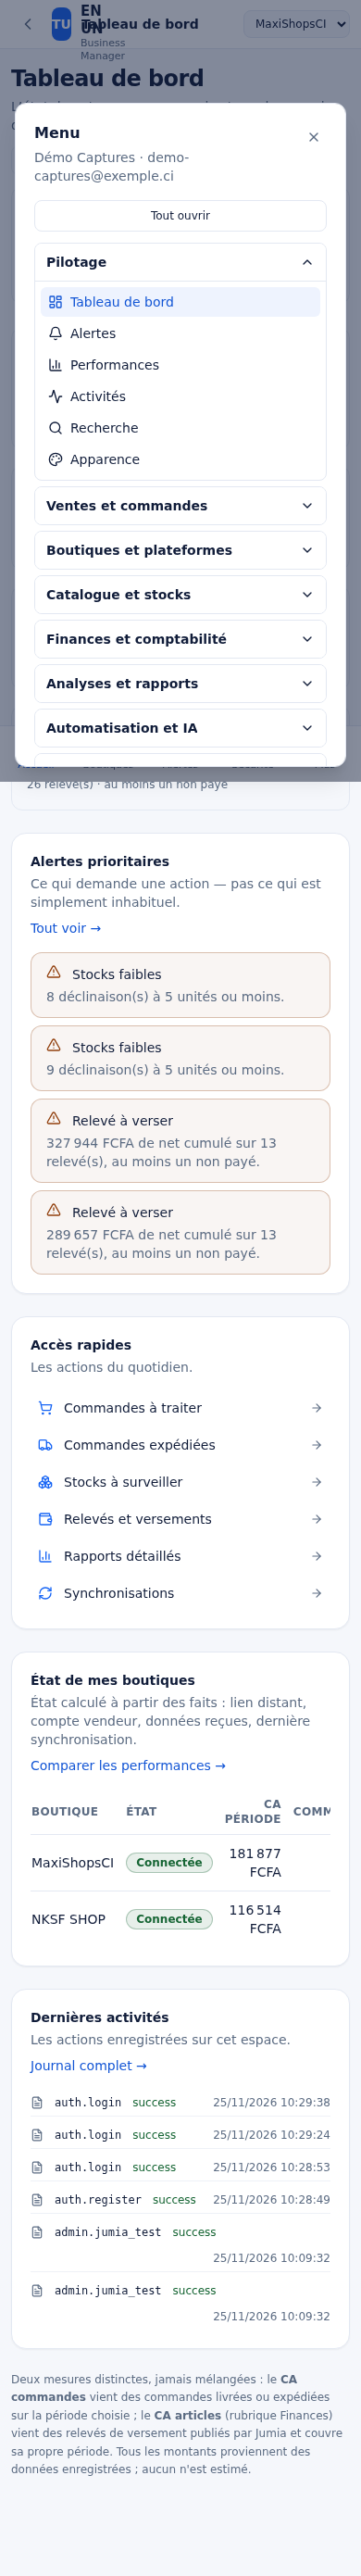 TU
EN
UN
Business
Manager
Tableau de bord
MaxiShopsCI
Tableau de bord
Menu
Démo Captures · demo-
captures@exemple.ci
Tout ouvrir
Pilotage
Tableau de bord
Alertes
Performances
Activités
Recherche
Apparence
Ventes et commandes
Boutiques et plateformes
Catalogue et stocks
Finances et comptabilité
Analyses et rapports
Automatisation et IA
26 relevé(s) · au moins un non payé
Alertes prioritaires
Ce qui demande une action — pas ce qui est
simplement inhabituel.
Tout voir →
Stocks faibles
8 déclinaison(s) à 5 unités ou moins.
Stocks faibles
9 déclinaison(s) à 5 unités ou moins.
Relevé à verser
327 944 FCFA de net cumulé sur 13
relevé(s), au moins un non payé.
Relevé à verser
289 657 FCFA de net cumulé sur 13
relevé(s), au moins un non payé.
Accès rapides
Les actions du quotidien.
Commandes à traiter
Commandes expédiées
Stocks à surveiller
Relevés et versements
Rapports détaillés
Synchronisations
État de mes boutiques
État calculé à partir des faits : lien distant,
compte vendeur, données reçues, dernière
synchronisation.
Comparer les performances →
BOUTIQUE ÉTAT CA PÉRIODE COMM
MaxiShopsCI Connectée 181 877 FCFA
NKSF SHOP Connectée 116 514 FCFA
Dernières activités
Les actions enregistrées sur cet espace.
Journal complet →
auth.login success 25/11/2026 10:29:38
auth.login success 25/11/2026 10:29:24
auth.login success 25/11/2026 10:28:53
auth.register success 25/11/2026 10:28:49
admin.jumia_test success
25/11/2026 10:09:32
admin.jumia_test success
25/11/2026 10:09:32
Deux mesures distinctes, jamais mélangées : le CA
commandes vient des commandes livrées ou expédiées
sur la période choisie ; le CA articles (rubrique Finances)
vient des relevés de versement publiés par Jumia et couvre
sa propre période. Tous les montants proviennent des
données enregistrées ; aucun n'est estimé.